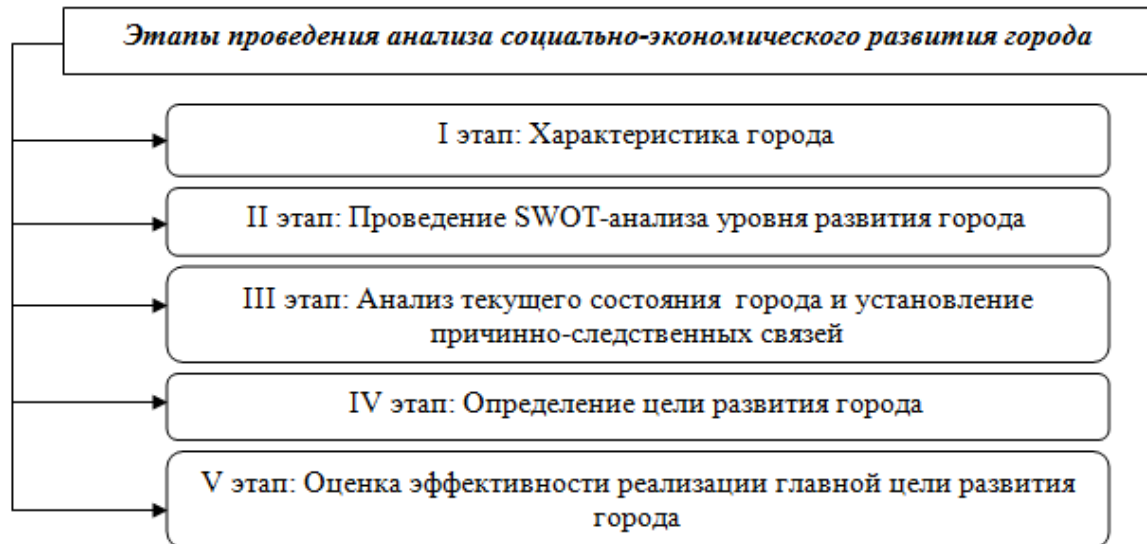 Этапы проведения анализа социально-экономического развития города
I этап: Характеристика города
II этап: Проведение SWOT-анализа уровня развития города
III этап: Анализ текущего состояния города и установление
причинно-следственных связей
IV этап: Определение цели развития города
V этап: Оценка эффективности реализации главной цели развития
города